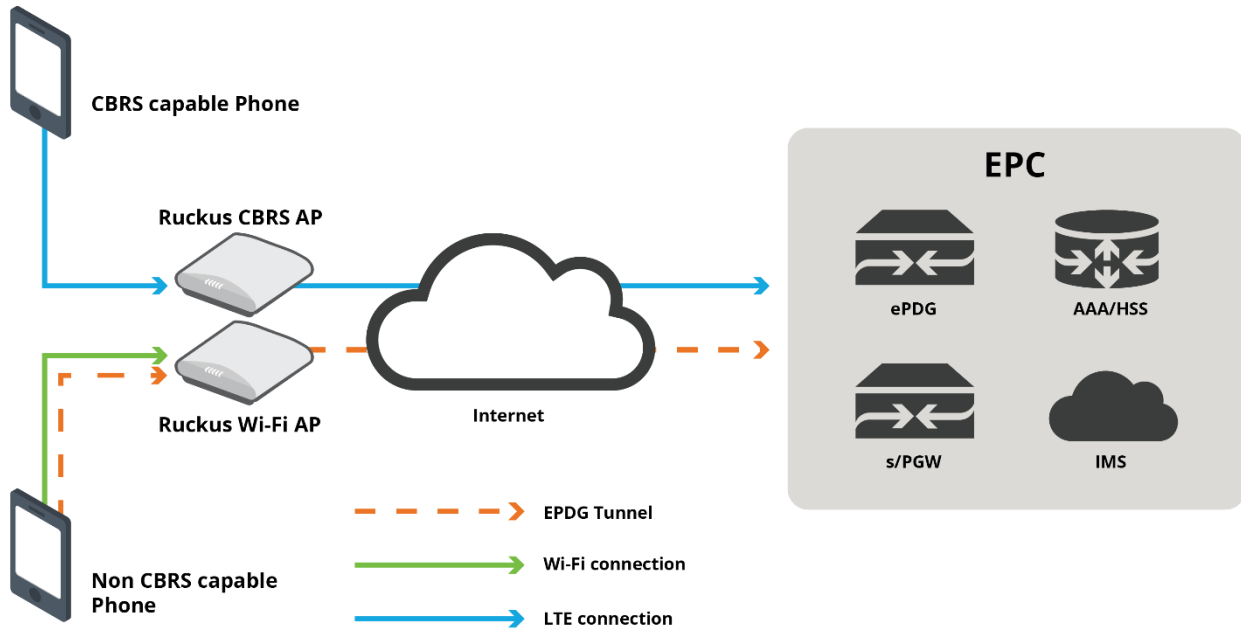 CBRS capable Phone
Ruckus CBRS AP
Ruckus Wi-Fi AP
Non CBRS capable
Phone
Internet
EPC
ePDG
AAA/HSS
s/PGW
IMS
EPDG Tunnel
Wi-Fi connection
LTE connection